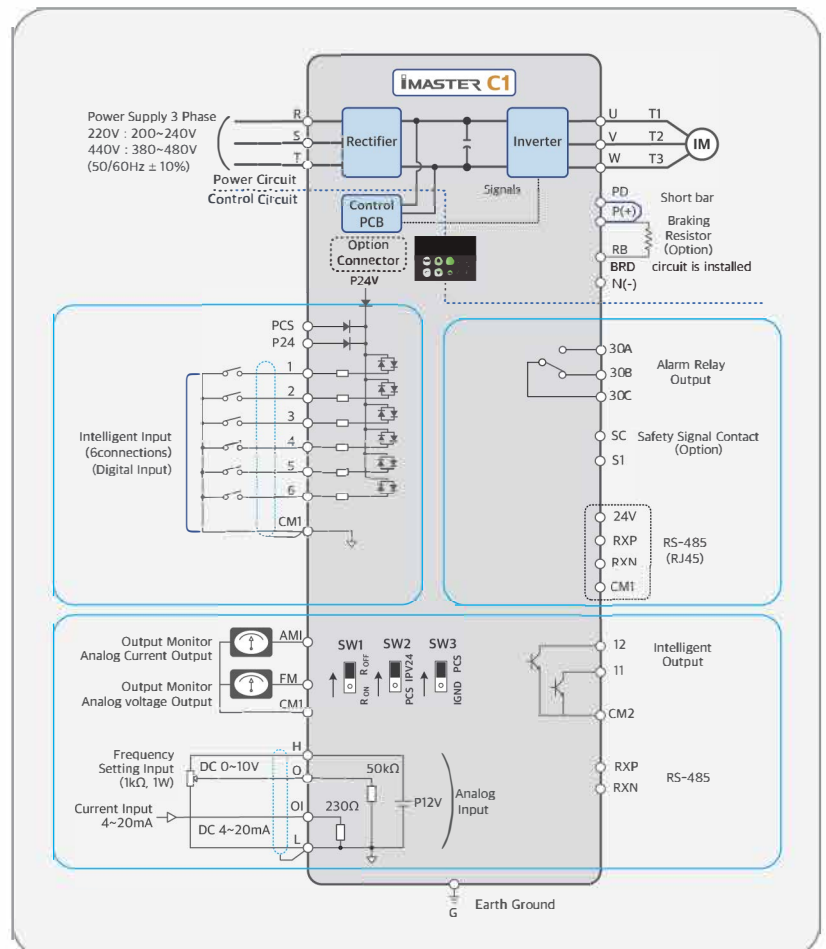 iMASTER C1
Power Supply 3 Phase
220V : 200~240V
440V : 380~480V
(50/60Hz ± 10%)
R
S
T
Rectifier
Inverter
U T1
V T2
W T3
IM
Power Circuit
Control Circuit
Signals
Control
PCB
Option
Connector
P24V
PD
P(+)
Short bar
Braking
Resistor
(Option)
RB
BRD circuit is installed
N(-)
PCS
P24
1
2
3
4
5
6
CM1
Intelligent Input
(6connections)
(Digital Input)
30A
30B
30C
Alarm Relay
Output
SC
S1
Safety Signal Contact
(Option)
24V
RXP
RXN
CM1
RS-485
(RJ45)
Output Monitor
Analog Current Output
AMI
Output Monitor
Analog voltage Output
FM
CM1
SW1
SW2
SW3
R ON
R OFF
PCS
IPV24
IGND
PCS
12
11
CM2
Intelligent
Output
Frequency
Setting Input
(1kΩ, 1W)
H
DC 0~10V
O
50kΩ
Current Input
4~20mA
OI
230Ω
P12V
DC 4~20mA
L
Analog
Input
RXP
RXN
RS-485
G
Earth Ground